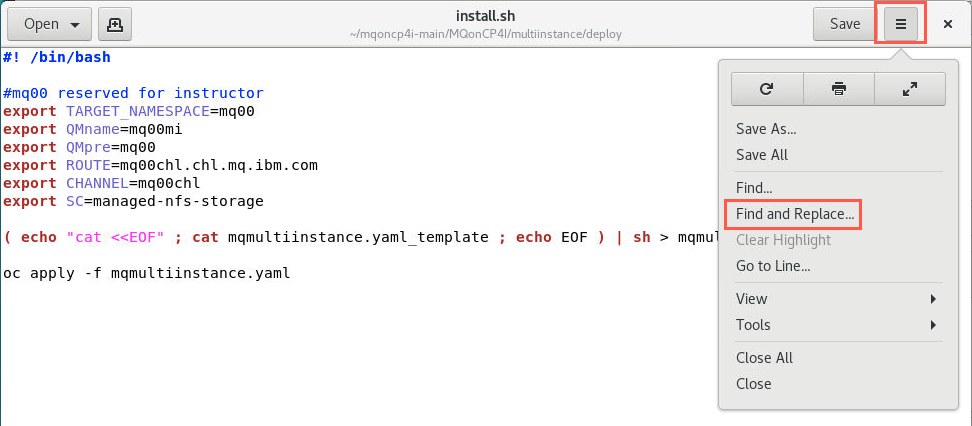 Open
install.sh
~/mqoncp4i-main/MQonCP4I/multiinstance/deploy
Save
#! /bin/bash
#mq00 reserved for instructor
export TARGET_NAMESPACE=mq00
export QMname=mq00mi
export QMpre=mq00
export ROUTE=mq00chl.chl.mq.ibm.com
export CHANNEL=mq00chl
export SC=managed-nfs-storage
( echo "cat <<EOF" ; cat mqmultiinstance.yaml_template ; echo EOF ) | sh > mqmul
oc apply -f mqmultiinstance.yaml
Save As...
Save All
Find...
Find and Replace...
Clear Highlight
Go to Line...
View
Tools
Close All
Close